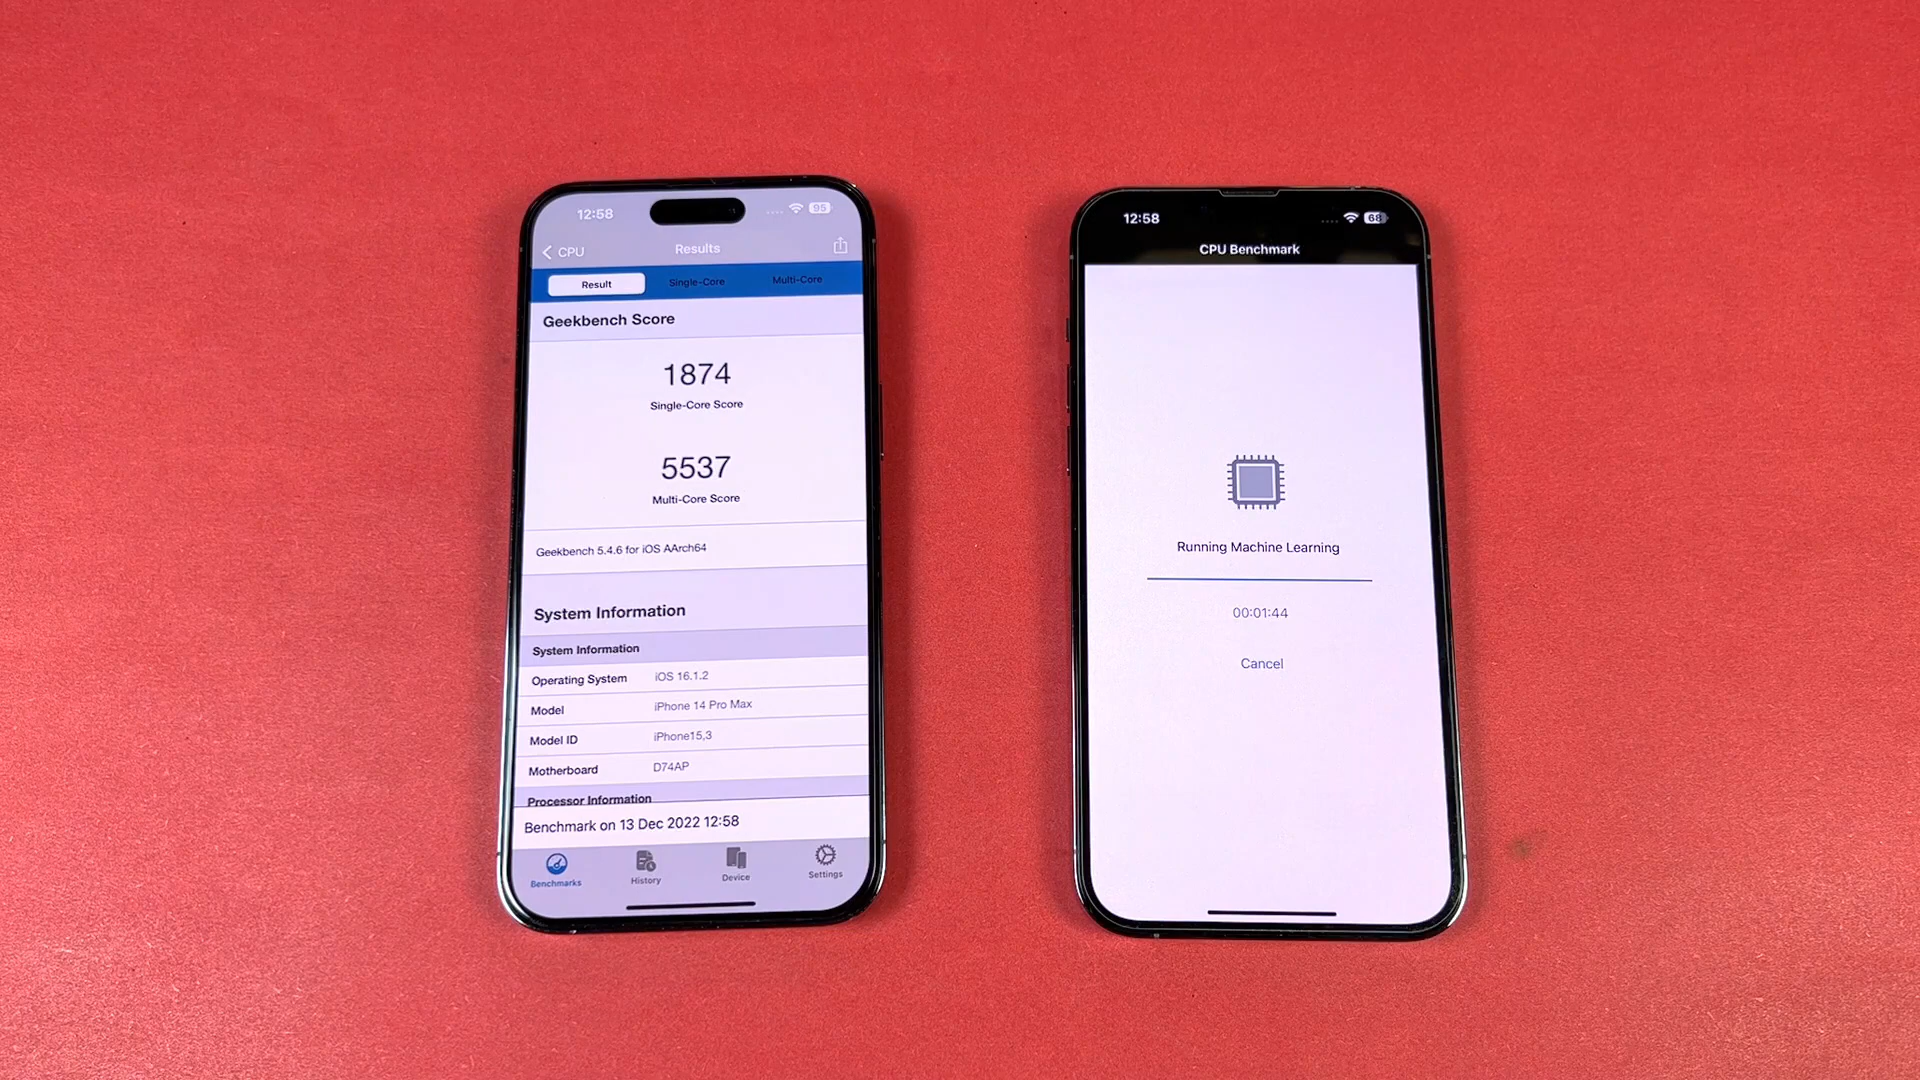 12:58
95
CPU
Results
Result
Single-Core
Multi-Core
Geekbench Score
1874
Single-Core Score
5537
Multi-Core Score
Geekbench 5.4.6 for iOS AArch64
System Information
System Information
Operating System iOS 16.1.2
Model iPhone 14 Pro Max
Model ID iPhone15,3
Motherboard D74AP
Processor Information
Benchmark on 13 Dec 2022 12:58
Benchmarks
History
Device
Settings
12:58
68
CPU Benchmark
Running Machine Learning
00:01:44
Cancel